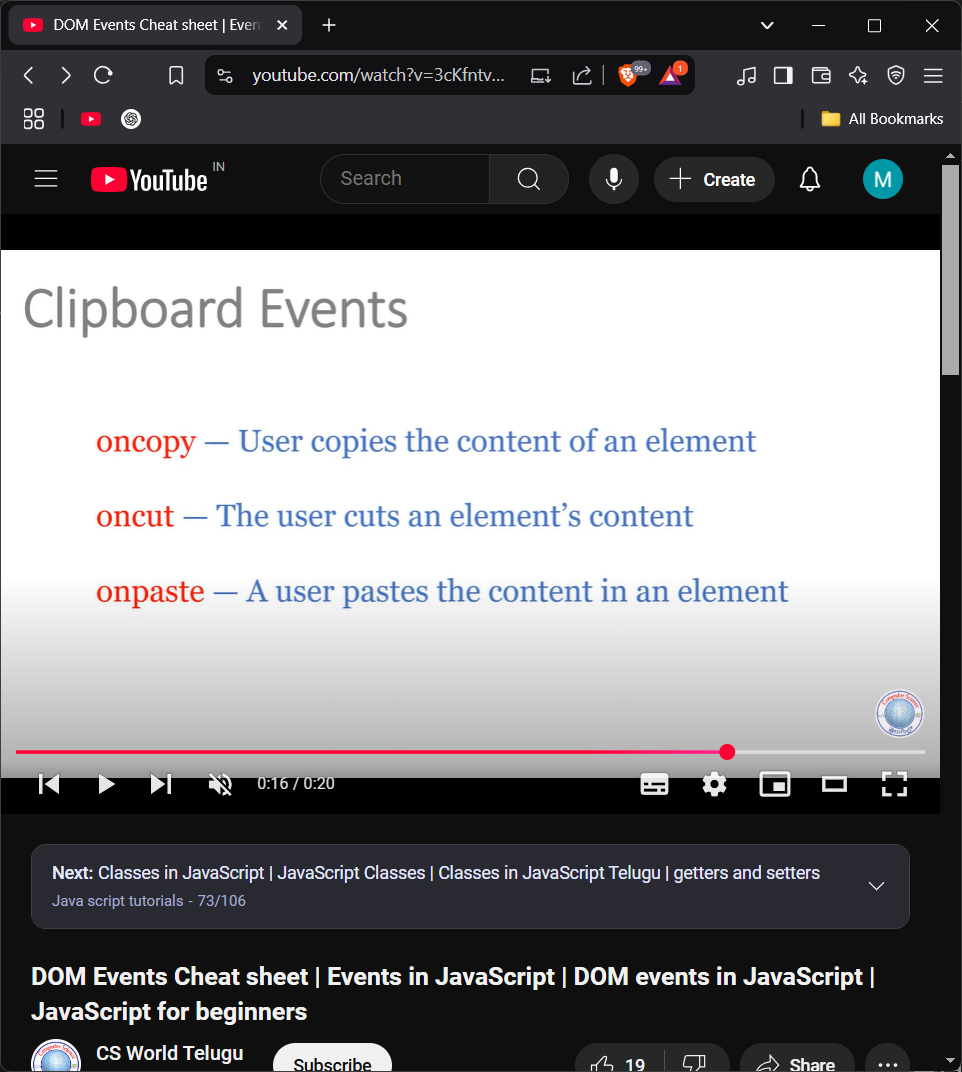 DOM Events Cheat sheet | Even
youtube.com/watch?v=3cKfntv...
99+
1
All Bookmarks
YouTube IN
Search
Create
M
Clipboard Events
oncopy — User copies the content of an element
oncut — The user cuts an element’s content
onpaste — A user pastes the content in an element
0:16 / 0:20
Next: Classes in JavaScript | JavaScript Classes | Classes in JavaScript Telugu | getters and setters
Java script tutorials - 73/106
DOM Events Cheat sheet | Events in JavaScript | DOM events in JavaScript |
JavaScript for beginners
CS World Telugu
Subscribe
19
Share